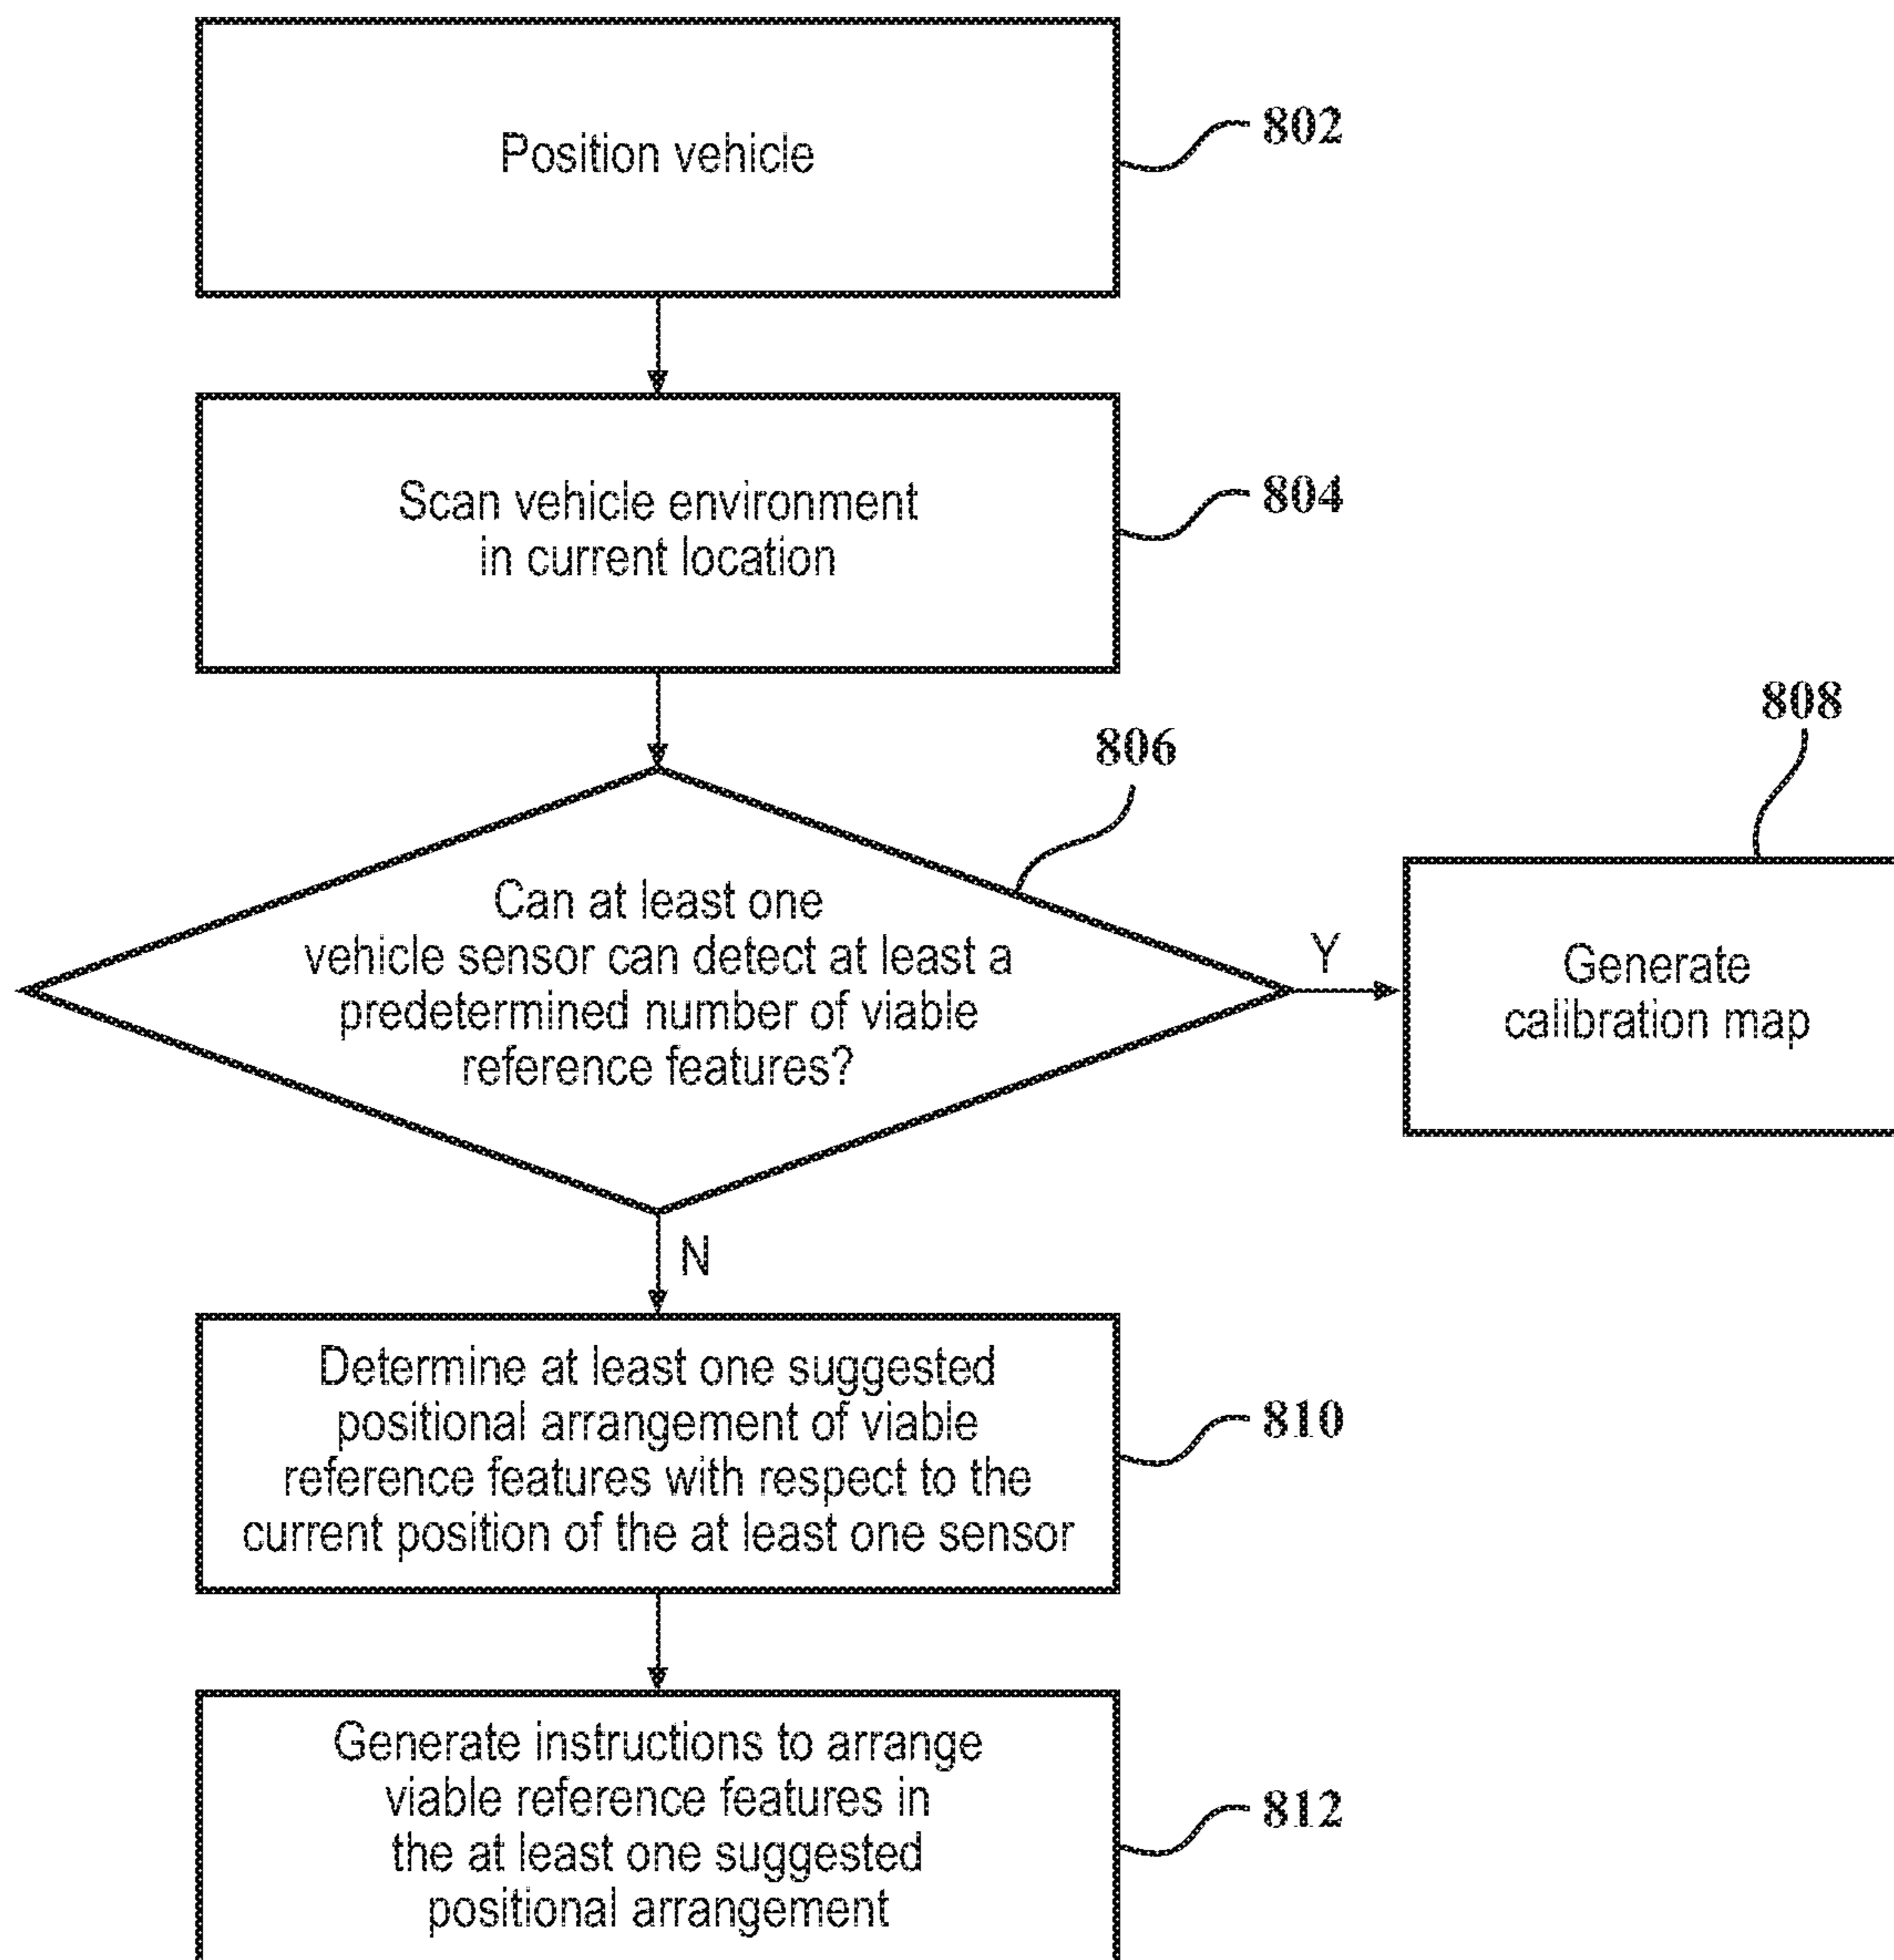 Position vehicle
802
Scan vehicle environment
in current location
804
806
808
Can at least one
vehicle sensor can detect at least a
predetermined number of viable
reference features?
Y
Generate
calibration map
N
Determine at least one suggested
positional arrangement of viable
reference features with respect to the
current position of the at least one sensor
810
Generate instructions to arrange
viable reference features in
the at least one suggested
positional arrangement
812